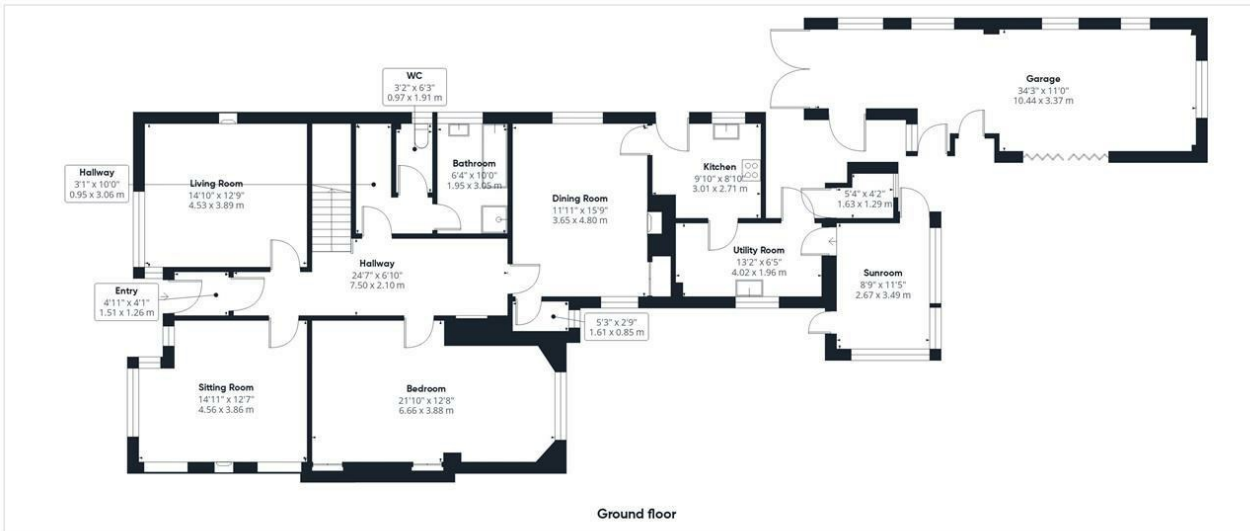 WC
3'2" x 6'3"
0.97 x 1.91 m
Garage
34'3" x 11'0"
10.44 x 3.37 m
Hallway
3'1" x 10'0"
0.95 x 3.06 m
Living Room
14'10" x 12'9"
4.53 x 3.89 m
Bathroom
6'4" x 10'0"
1.95 x 3.05 m
Dining Room
11'11" x 15'9"
3.65 x 4.80 m
Kitchen
9'10" x 8'10"
3.01 x 2.71 m
5'4" x 4'2"
1.63 x 1.29 m
Utility Room
13'2" x 6'5"
4.02 x 1.96 m
Sunroom
8'9" x 11'5"
2.67 x 3.49 m
Hallway
24'7" x 6'10"
7.50 x 2.10 m
Entry
4'11" x 4'1"
1.51 x 1.26 m
5'3" x 2'9"
1.61 x 0.85 m
Sitting Room
14'11" x 12'7"
4.56 x 3.86 m
Bedroom
21'10" x 12'8"
6.66 x 3.88 m
Ground floor